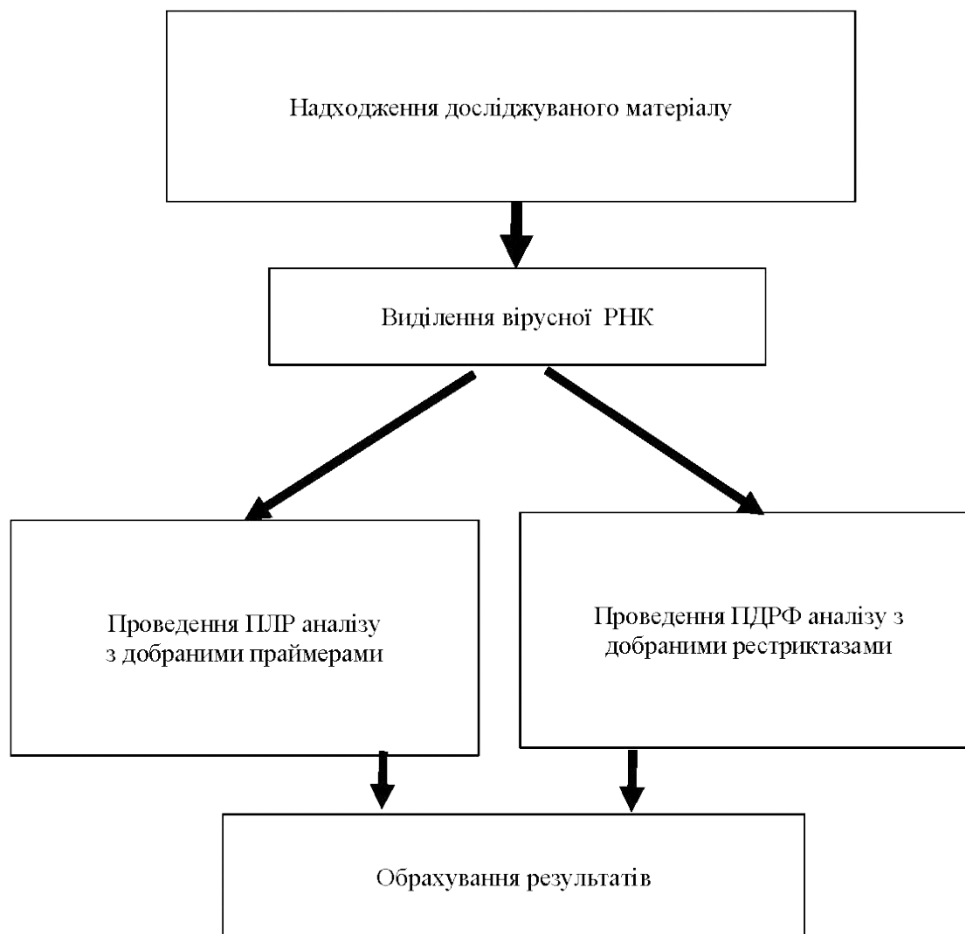 Надходження досліджуваного матеріалу
Виділення вірусної РНК
Проведення ПЛР аналізу
з добраними праймерами
Проведення ПДРФ аналізу з
добраними рестриктазами
Обрахування результатів